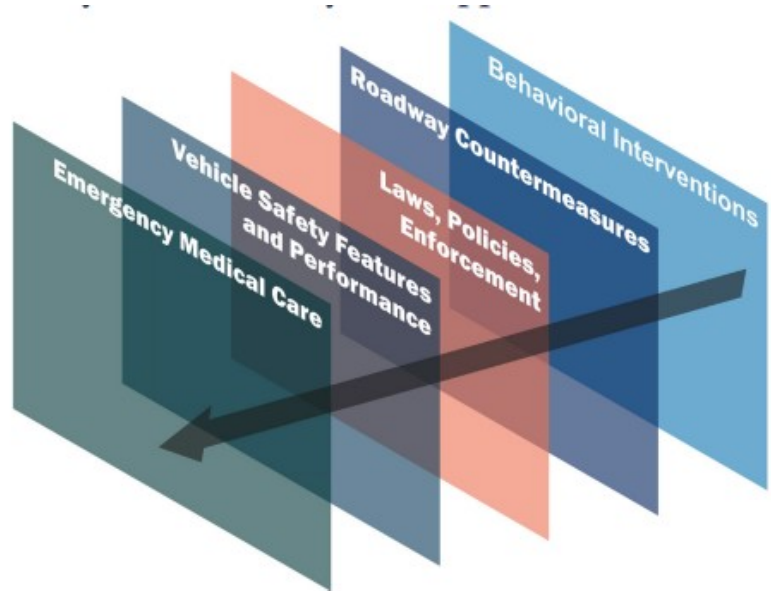 Behavioral Interventions
Roadway Countermeasures
Laws, Policies,
Enforcement
Vehicle Safety Features
and Performance
Emergency Medical Care